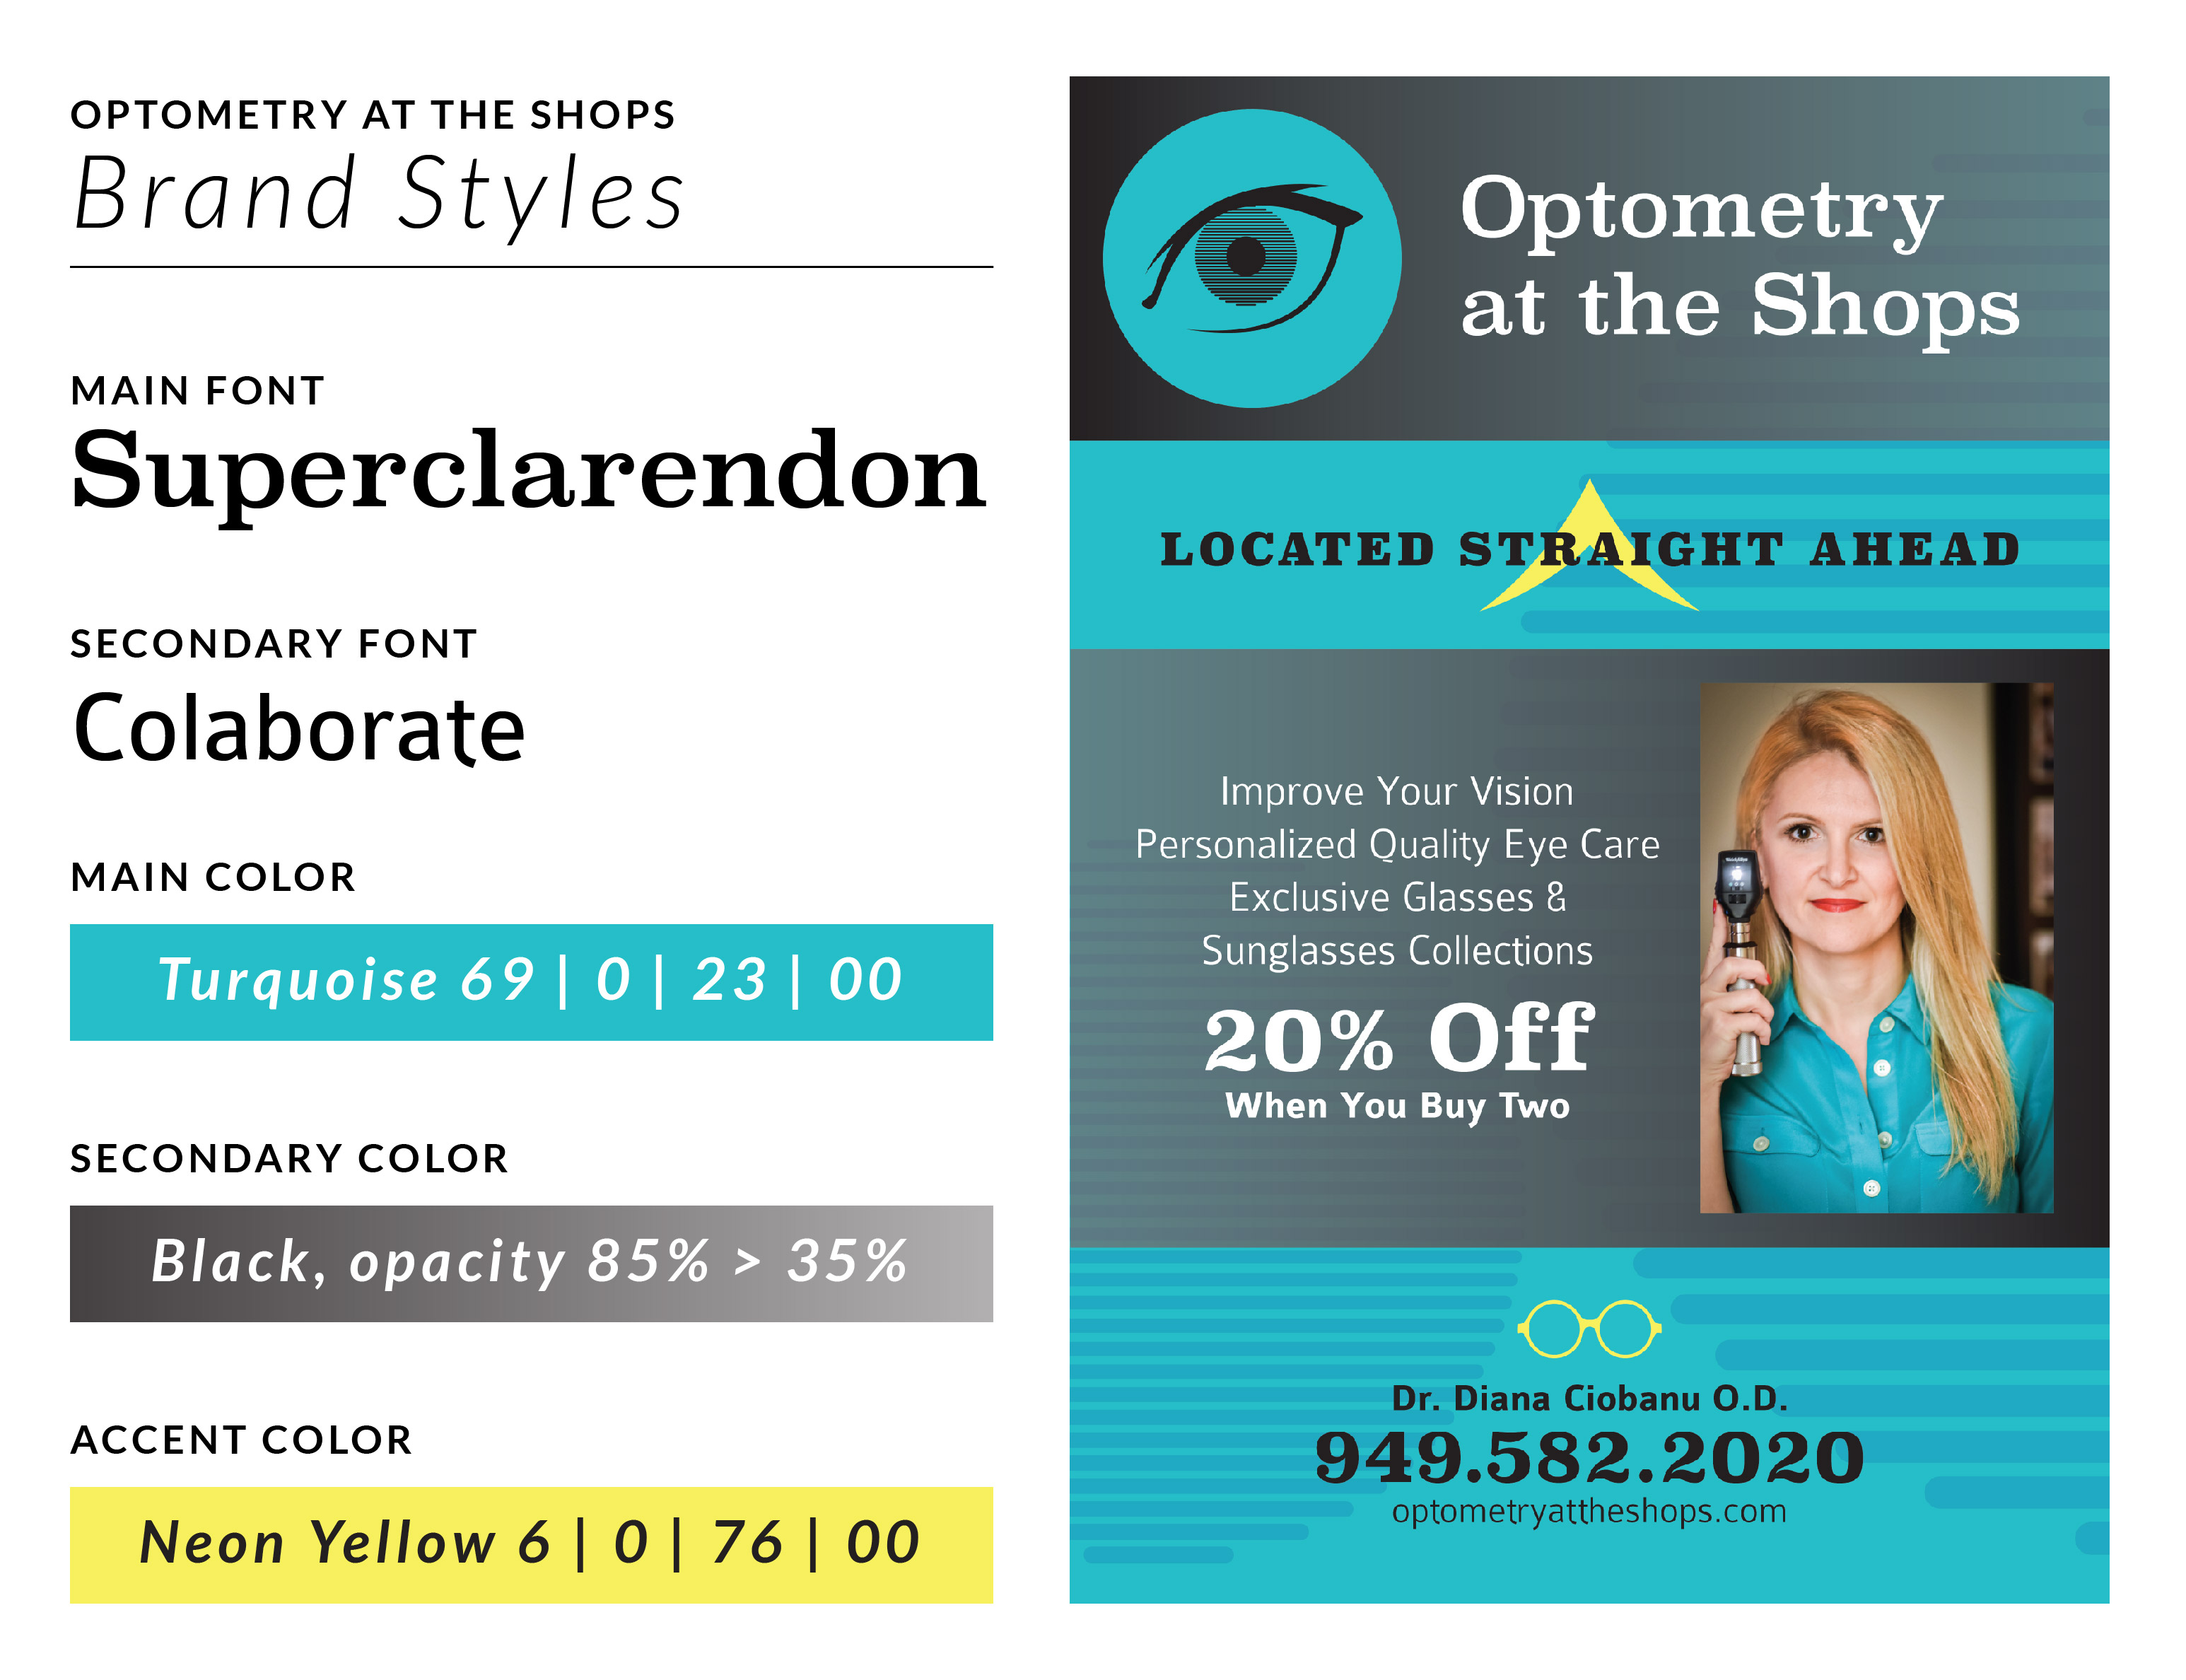 OPTOMETRY AT THE SHOPS
Brand Styles
MAIN FONT
Superclarendon
SECONDARY FONT
Colaborate
MAIN COLOR
Turquoise 69 | 0 | 23 | 00
SECONDARY COLOR
Black, opacity 85% > 35%
ACCENT COLOR
Neon Yellow 6 | 0 | 76 | 00
Optometry
at the Shops
LOCATED STRAIGHT AHEAD
Improve Your Vision
Personalized Quality Eye Care
Exclusive Glasses &
Sunglasses Collections
20% Off
When You Buy Two
Dr. Diana Ciobanu O.D.
949.582.2020
optometryattheshops.com